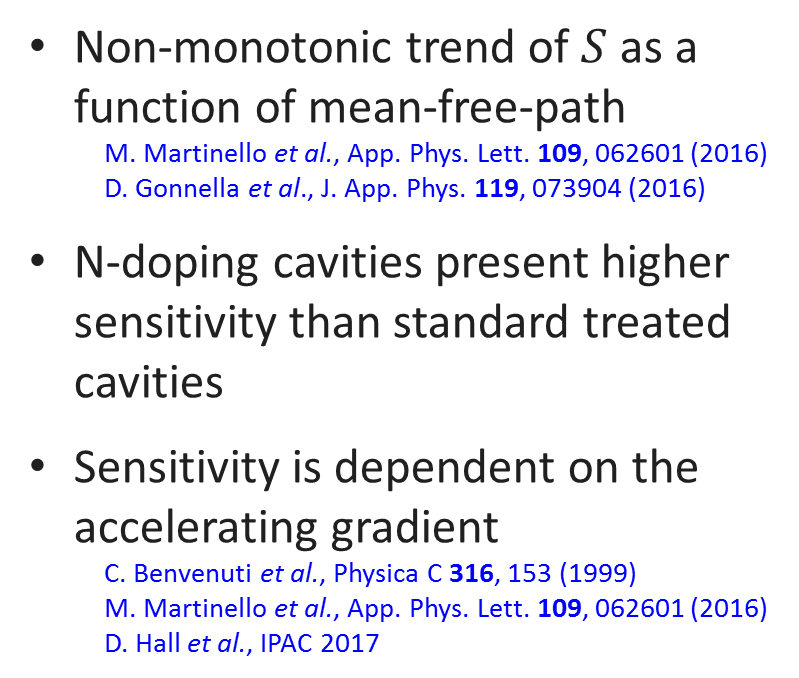 • Non-monotonic trend of S as a
function of mean-free-path
M. Martinello et al., App. Phys. Lett. 109, 062601 (2016)
D. Gonnella et al., J. App. Phys. 119, 073904 (2016)
• N-doping cavities present higher
sensitivity than standard treated
cavities
• Sensitivity is dependent on the
accelerating gradient
C. Benvenuti et al., Physica C 316, 153 (1999)
M. Martinello et al., App. Phys. Lett. 109, 062601 (2016)
D. Hall et al., IPAC 2017